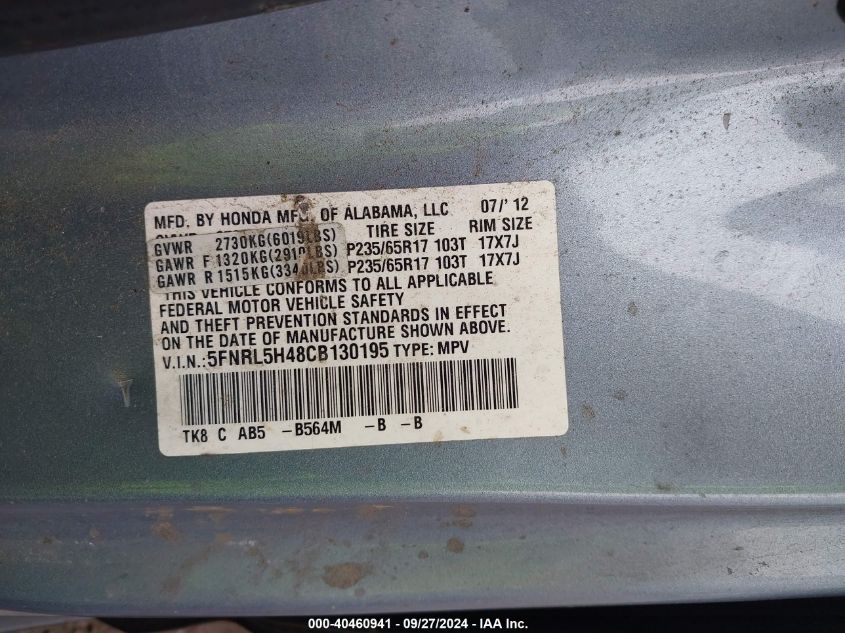 MFD. BY HONDA MFG. OF ALABAMA, LLC 07/'12
TIRE SIZE RIM SIZE
GVWR 2730KG(6019LBS)
GAWR F 1320KG(2910LBS) P235/65R17 103T 17X7J
GAWR R 1515KG(3340LBS) P235/65R17 103T 17X7J
THIS VEHICLE CONFORMS TO ALL APPLICABLE
FEDERAL MOTOR VEHICLE SAFETY
AND THEFT PREVENTION STANDARDS IN EFFECT
ON THE DATE OF MANUFACTURE SHOWN ABOVE.
V.I.N.: 5FNRL5H48CB130195 TYPE: MPV
TK8 C AB5 -B564M -B -B
000-40460941 - 09/27/2024 - IAA Inc.